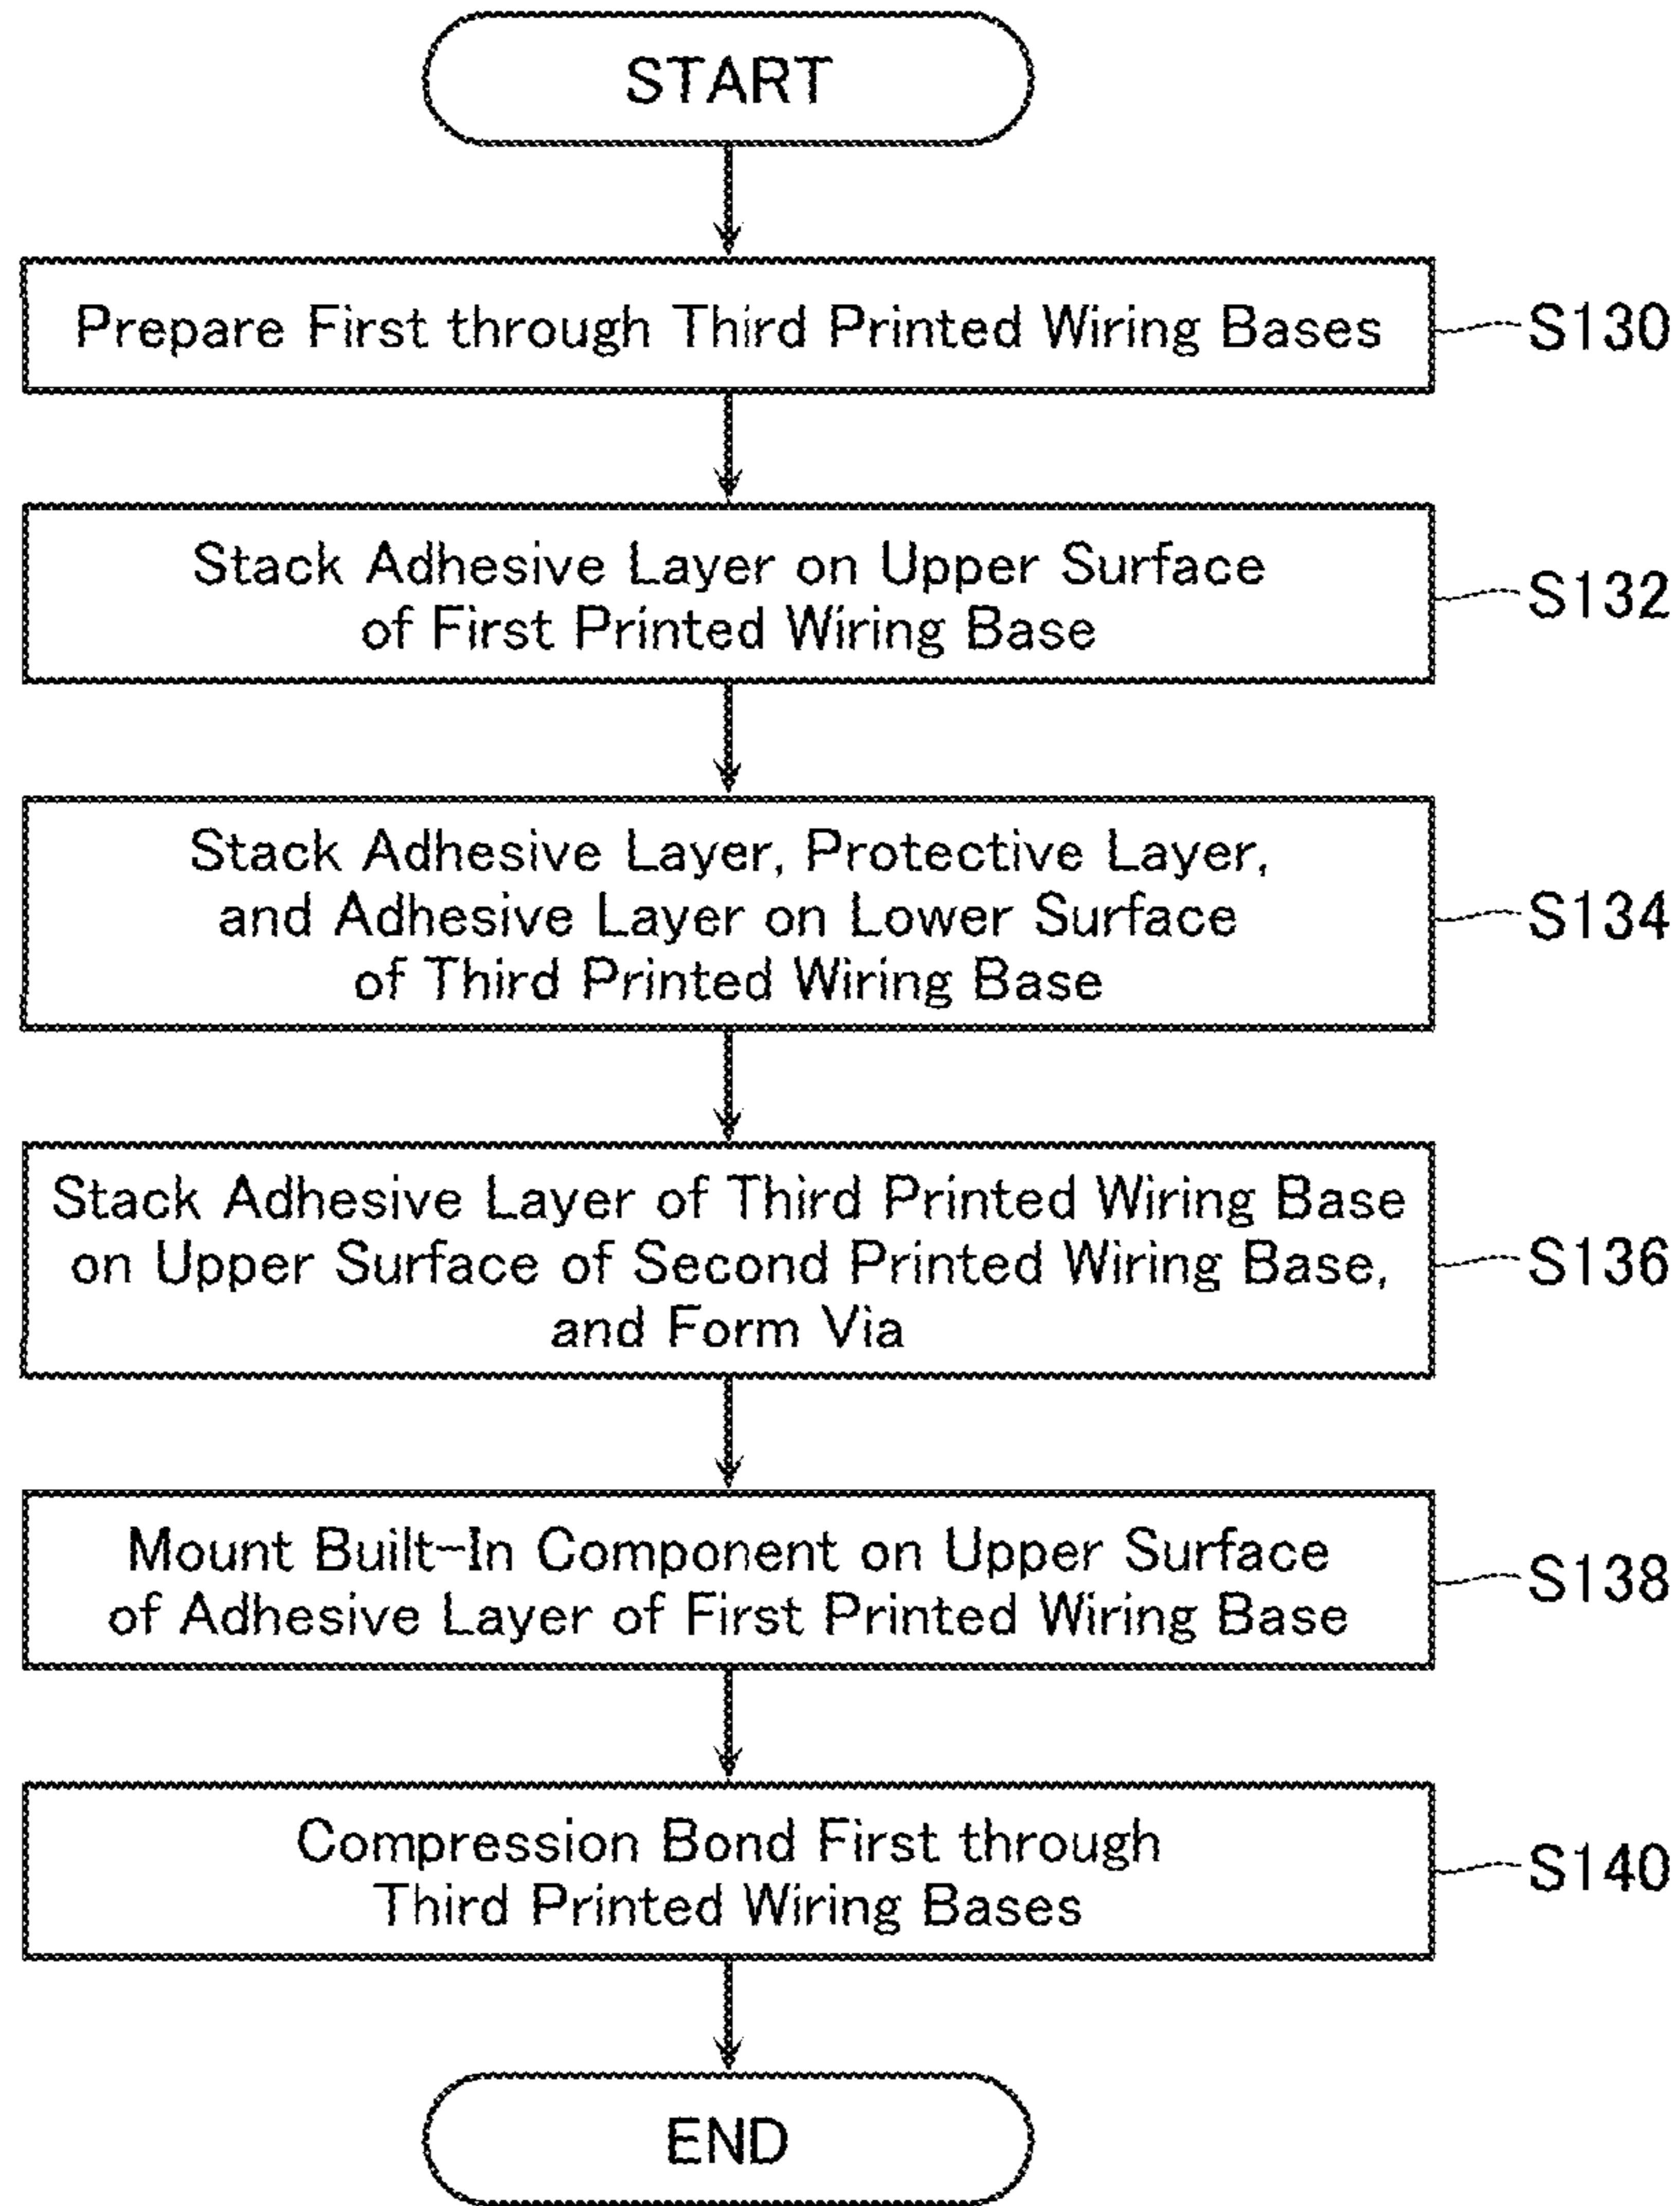 START
Prepare First through Third Printed Wiring Bases
S130
Stack Adhesive Layer on Upper Surface
of First Printed Wiring Base
S132
Stack Adhesive Layer, Protective Layer,
and Adhesive Layer on Lower Surface
of Third Printed Wiring Base
S134
Stack Adhesive Layer of Third Printed Wiring Base
on Upper Surface of Second Printed Wiring Base,
and Form Via
S136
Mount Built-In Component on Upper Surface
of Adhesive Layer of First Printed Wiring Base
S138
Compression Bond First through
Third Printed Wiring Bases
S140
END